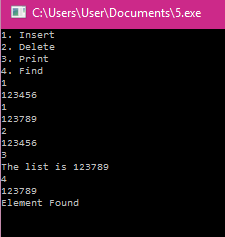 C:\Users\User\Documents\5.exe
1. Insert
2. Delete
3. Print
4. Find
1
123456
1
123789
2
123456
3
The list is 123789
4
123789
Element Found